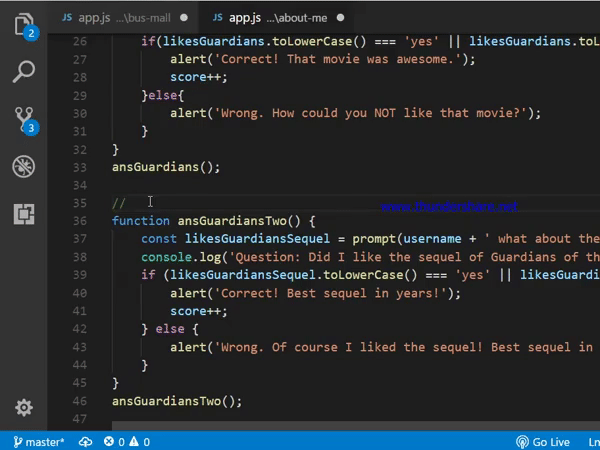 app.js ...\bus-mall
app.js ...\about-me
2
3
26 if(likesGuardians.toLowerCase() === 'yes' || likesGuardians.toL
27 alert('Correct! That movie was awesome.');
28 score++;
29 }else{
30 alert('Wrong. How could you NOT like that movie?');
31 }
32 }
33 ansGuardians();
34
35 //
www.thundershare.net
36 function ansGuardiansTwo() {
37 const likesGuardiansSequel = prompt(username + ' what about the
38 console.log('Question: Did I like the sequel of Guardians of th
39 if (likesGuardiansSequel.toLowerCase() === 'yes' || likesGuardi
40 alert('Correct! Best sequel in years!');
41 score++;
42 } else {
43 alert('Wrong. Of course I liked the sequel! Best sequel in
44 }
45 }
46 ansGuardiansTwo();
47
master* 0 0 Go Live Ln